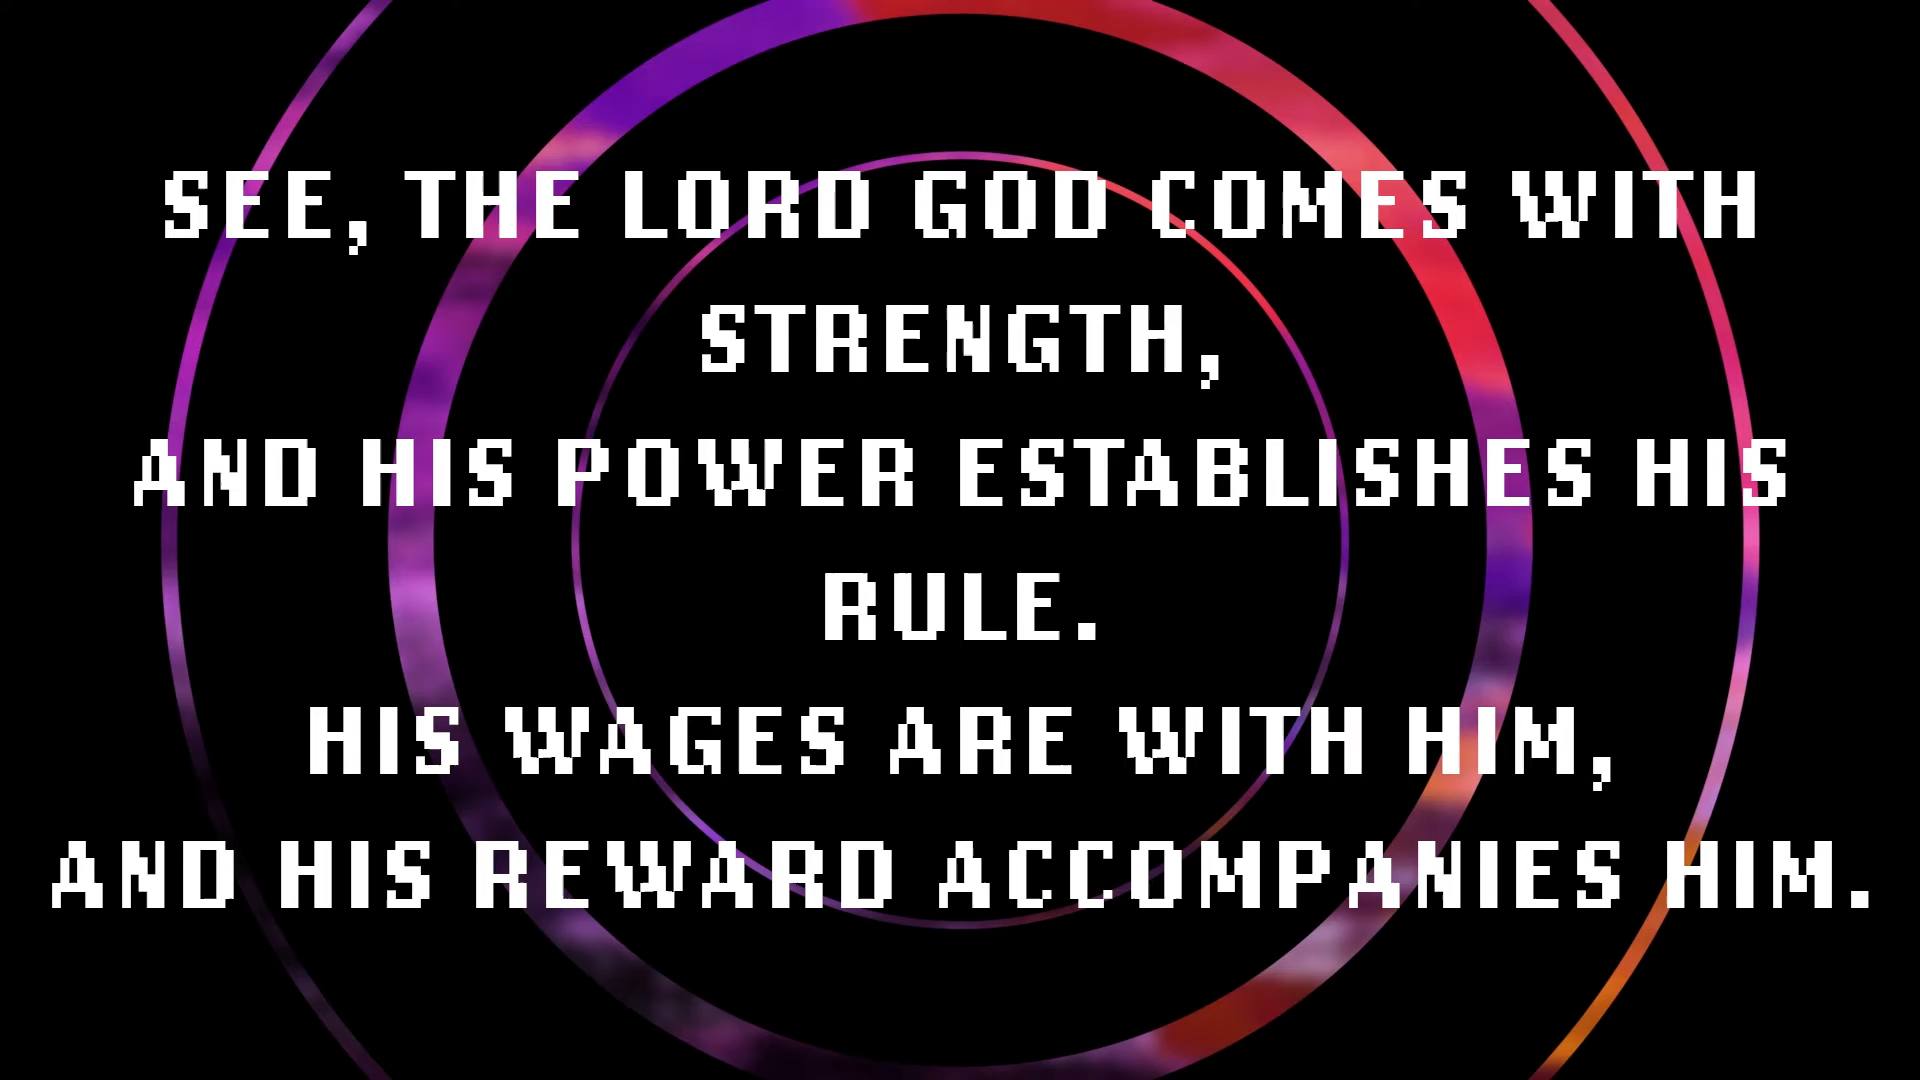 SEE, THE LORD GOD COMES WITH
STRENGTH,
AND HIS POWER ESTABLISHES HIS
RULE.
HIS WAGES ARE WITH HIM,
AND HIS REWARD ACCOMPANIES HIM.